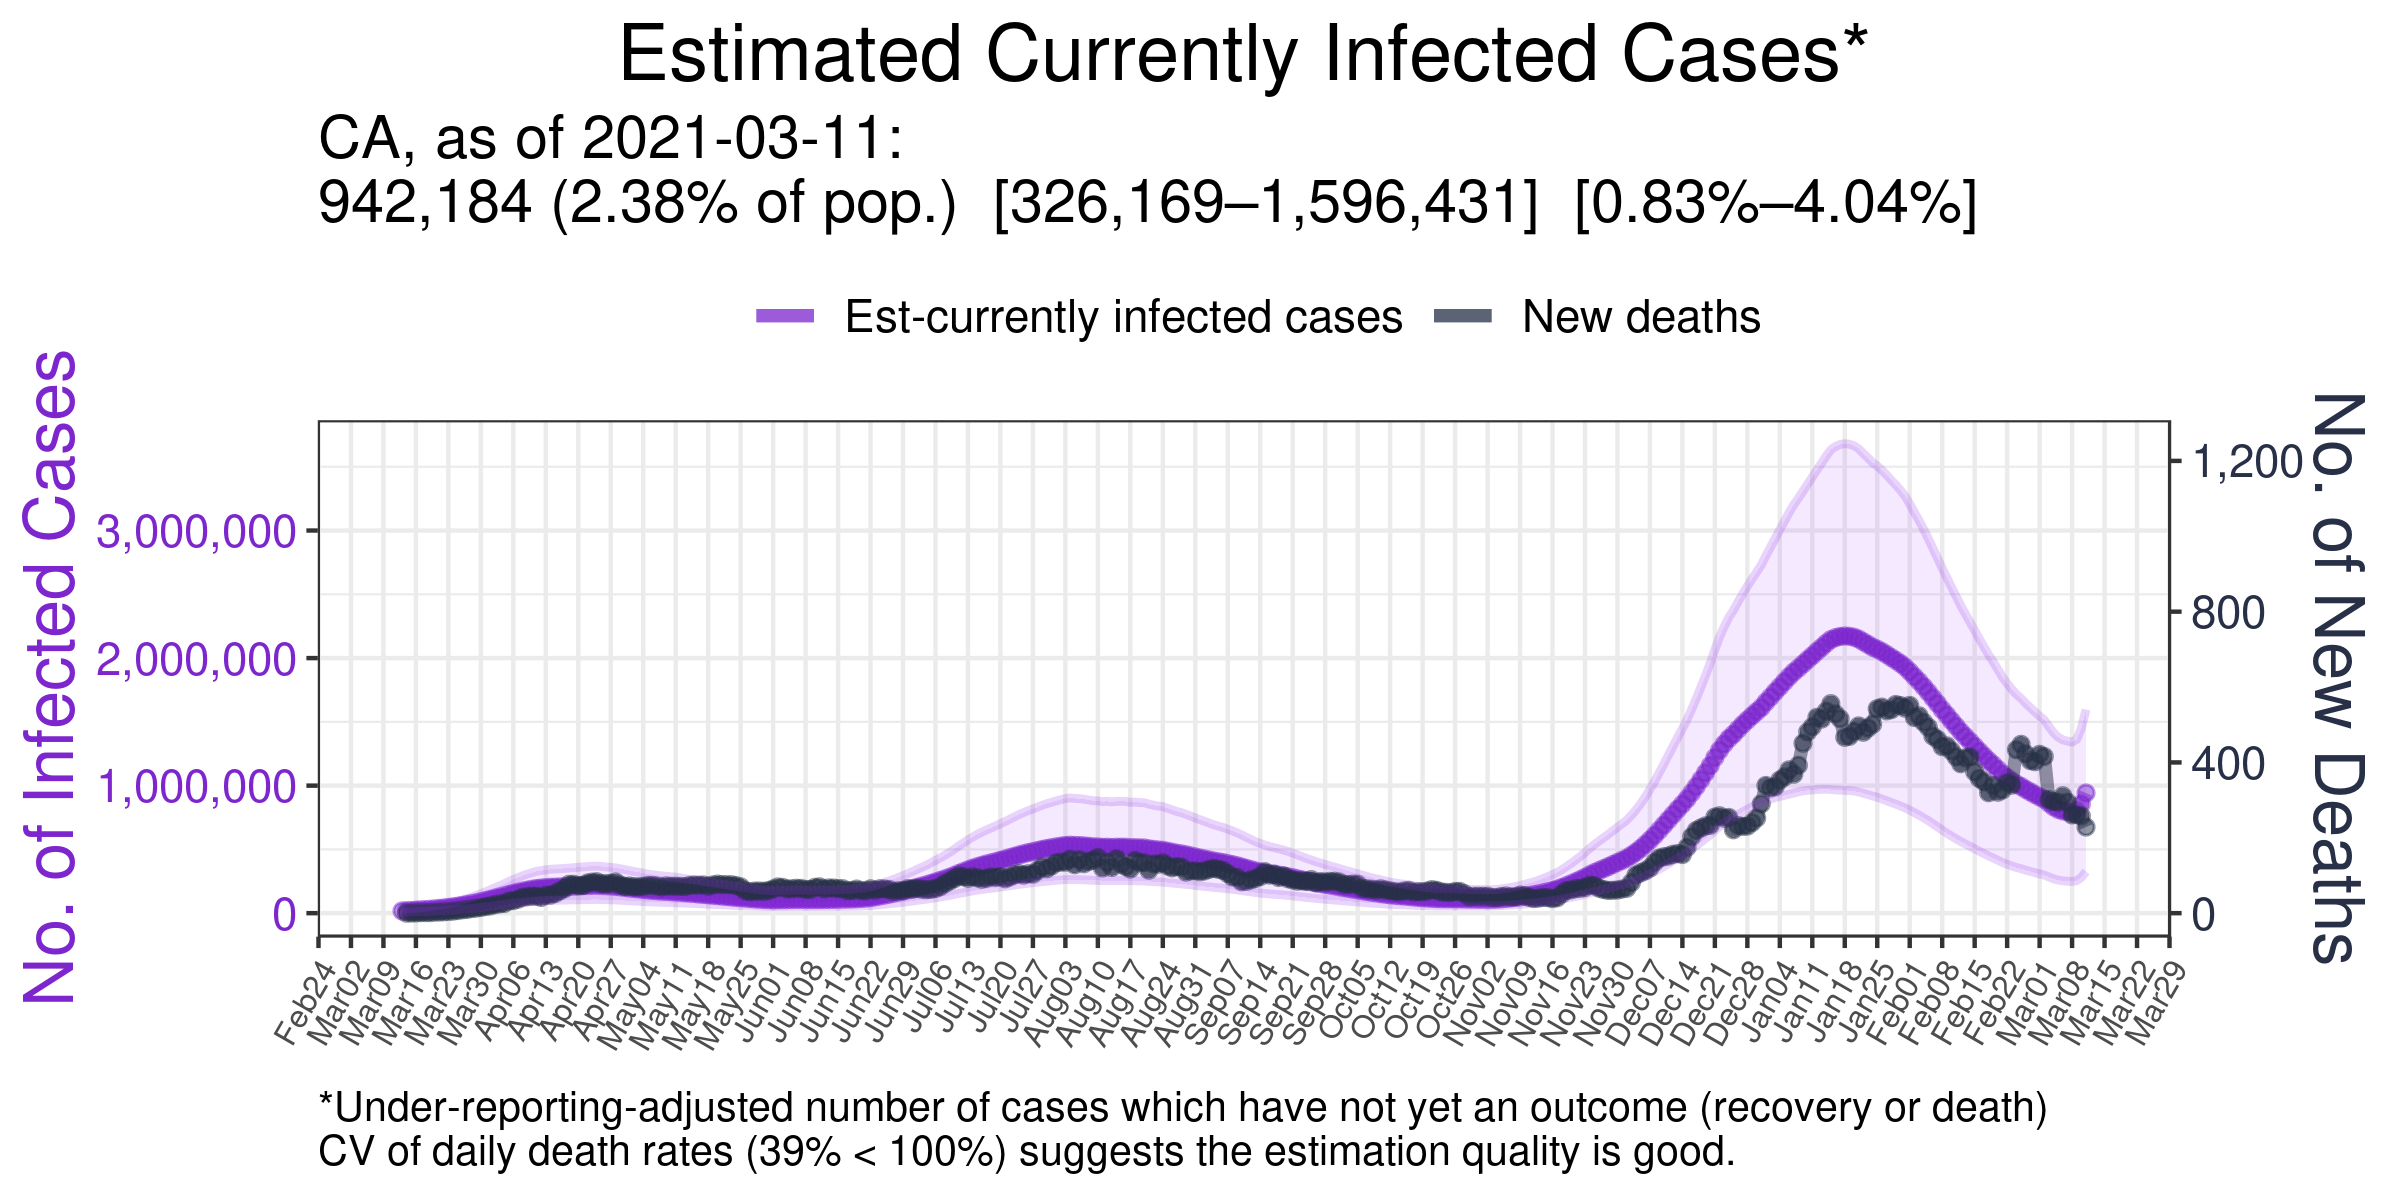 Estimated Currently Infected Cases*
CA, as of 2021-03-11:
942,184 (2.38% of pop.)  [326,169–1,596,431]  [0.83%–4.04%]
Est-currently infected cases
New deaths
No. of Infected Cases
3,000,000
2,000,000
1,000,000
0
1,200
800
400
0
No. of New Deaths
Feb24
Mar02
Mar09
Mar16
Mar23
Mar30
Apr06
Apr13
Apr20
Apr27
May04
May11
May18
May25
Jun01
Jun08
Jun15
Jun22
Jun29
Jul06
Jul13
Jul20
Jul27
Aug03
Aug10
Aug17
Aug24
Aug31
Sep07
Sep14
Sep21
Sep28
Oct05
Oct12
Oct19
Oct26
Nov02
Nov09
Nov16
Nov23
Nov30
Dec07
Dec14
Dec21
Dec28
Jan04
Jan11
Jan18
Jan25
Feb01
Feb08
Feb15
Feb22
Mar01
Mar08
Mar15
Mar22
Mar29
*Under-reporting-adjusted number of cases which have not yet an outcome (recovery or death)
CV of daily death rates (39% < 100%) suggests the estimation quality is good.